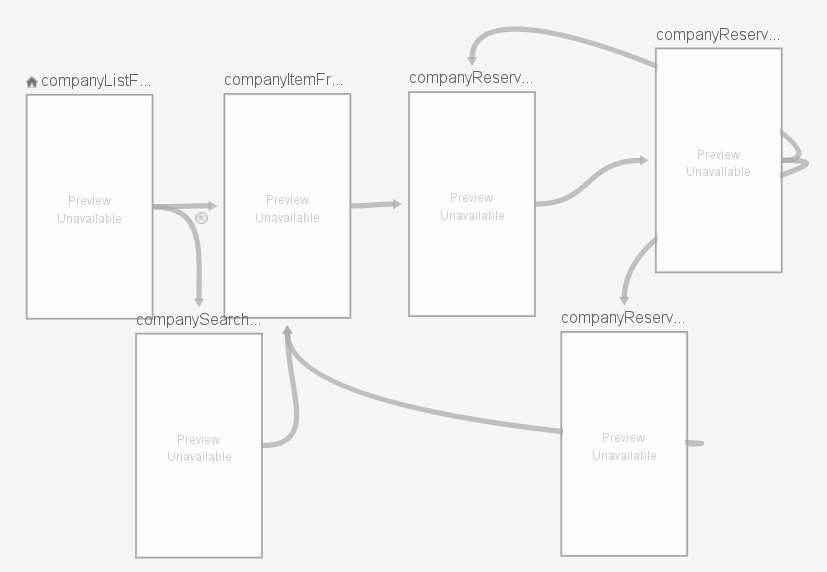 companyReserv...
companyListF...
companyItemFr...
companyReserv...
Preview
Unavailable
Preview
Unavailable
Preview
Unavailable
Preview
Unavailable
companySearch...
companyReserv...
Preview
Unavailable
Preview
Unavailable